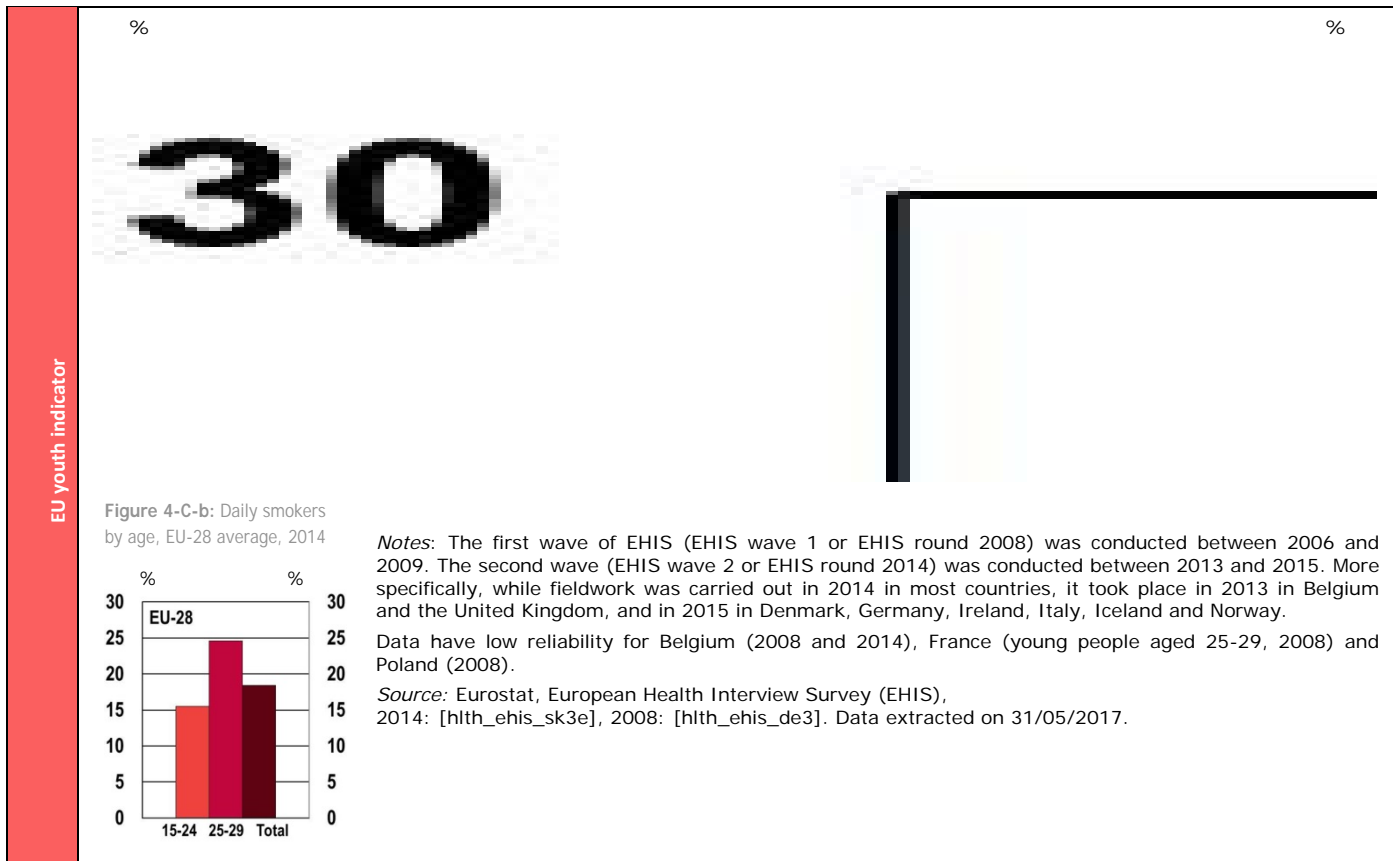 % %
30
EU youth indicator
Figure 4-C-b: Daily smokers
by age, EU-28 average, 2014
Notes: The first wave of EHIS (EHIS wave 1 or EHIS round 2008) was conducted between 2006 and
2009. The second wave (EHIS wave 2 or EHIS round 2014) was conducted between 2013 and 2015. More
specifically, while fieldwork was carried out in 2014 in most countries, it took place in 2013 in Belgium
and the United Kingdom, and in 2015 in Denmark, Germany, Ireland, Italy, Iceland and Norway.
Data have low reliability for Belgium (2008 and 2014), France (young people aged 25-29, 2008) and
Poland (2008).
Source: Eurostat, European Health Interview Survey (EHIS),
2014: [hlth_ehis_sk3e], 2008: [hlth_ehis_de3]. Data extracted on 31/05/2017.
% %
30 30
EU-28
25 25
20 20
15 15
10 10
5 5
0 0
15-24 25-29 Total